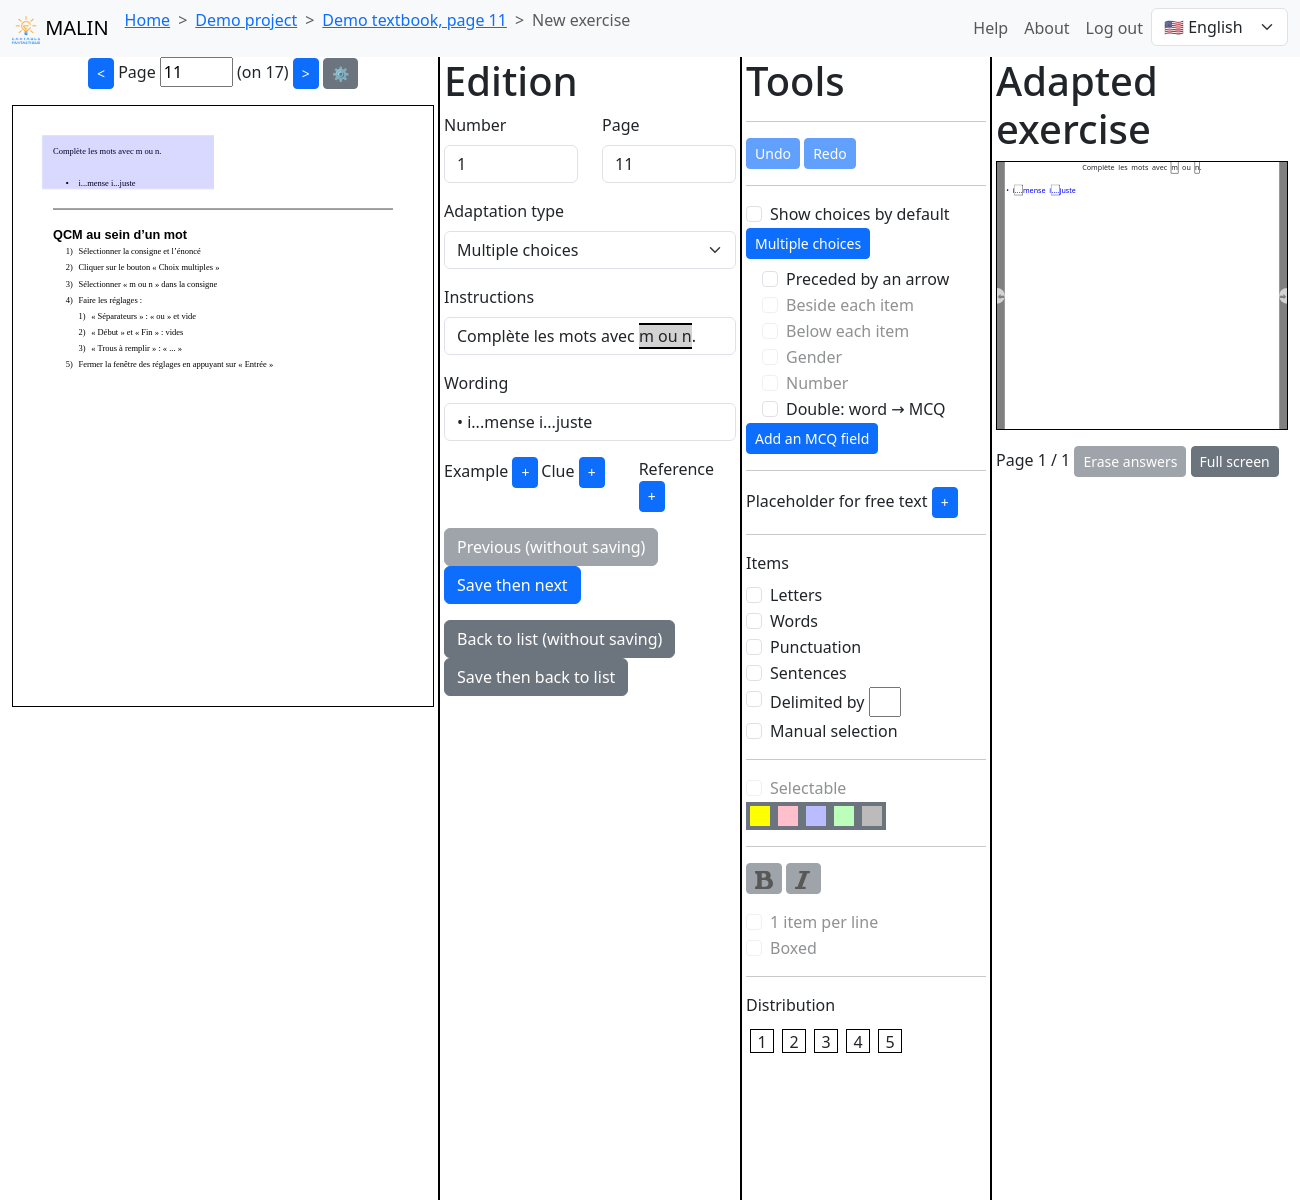 MALIN
Home > Demo project > Demo textbook, page 11 > New exercise
Help About Log out 🇺🇸 English
< Page 11 (on 17) > ⚙️
Complète les mots avec m ou n.
• i...mense i...juste
QCM au sein d’un mot
1) Sélectionner la consigne et l’énoncé
2) Cliquer sur le bouton « Choix multiples »
3) Sélectionner « m ou n » dans la consigne
4) Faire les réglages :
1) « Séparateurs » : « ou » et vide
2) « Début » et « Fin » : vides
3) « Trous à remplir » : « ... »
5) Fermer la fenêtre des réglages en appuyant sur « Entrée »
Edition
Number Page
1 11
Adaptation type
Multiple choices
Instructions
Complète les mots avec m ou n.
Wording
• i...mense i...juste
Example + Clue + Reference
+
Previous (without saving)
Save then next
Back to list (without saving)
Save then back to list
Tools
Undo Redo
Show choices by default
Multiple choices
Preceded by an arrow
Beside each item
Below each item
Gender
Number
Double: word → MCQ
Add an MCQ field
Placeholder for free text +
Items
Letters
Words
Punctuation
Sentences
Delimited by
Manual selection
Selectable
B I
1 item per line
Boxed
Distribution
1 2 3 4 5
Adapted
exercise
Complète les mots avec m ou n.
• i...mense i...juste
Page 1 / 1 Erase answers Full screen